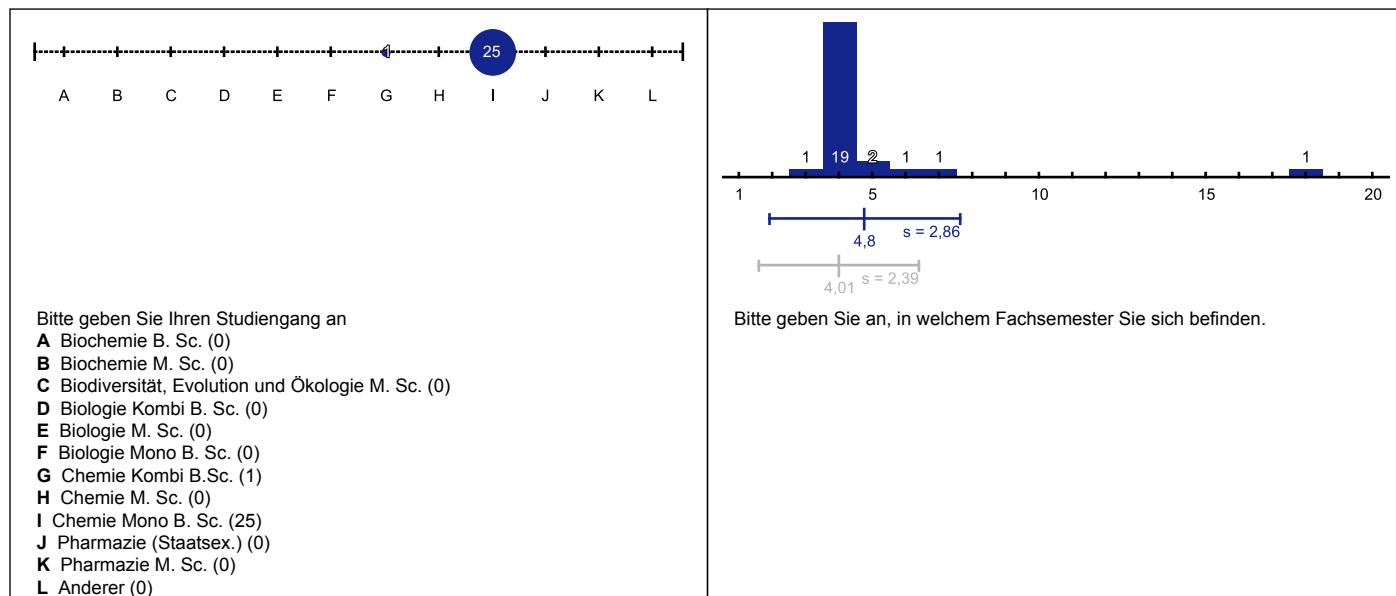 1
25
A B C D E F G H I J K L
Bitte geben Sie Ihren Studiengang an
A Biochemie B. Sc. (0)
B Biochemie M. Sc. (0)
C Biodiversität, Evolution und Ökologie M. Sc. (0)
D Biologie Kombi B. Sc. (0)
E Biologie M. Sc. (0)
F Biologie Mono B. Sc. (0)
G Chemie Kombi B.Sc. (1)
H Chemie M. Sc. (0)
I Chemie Mono B. Sc. (25)
J Pharmazie (Staatsex.) (0)
K Pharmazie M. Sc. (0)
L Anderer (0)
1 19 2 1 1 1
1 5 10 15 20
s = 2,86
4,8
s = 2,39
4,01
Bitte geben Sie an, in welchem Fachsemester Sie sich befinden.